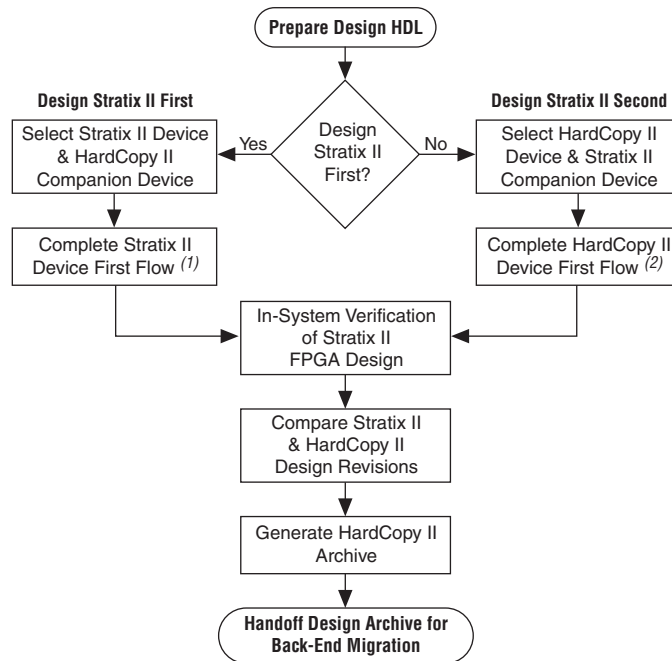 Prepare Design HDL
Design Stratix II First
Design Stratix II Second
Select Stratix II Device
& HardCopy II
Companion Device
Yes
Design
Stratix II
First?
No
Select HardCopy II
Device & Stratix II
Companion Device
Complete Stratix II
Device First Flow (1)
Complete HardCopy II
Device First Flow (2)
In-System Verification
of Stratix II
FPGA Design
Compare Stratix II
& HardCopy II
Design Revisions
Generate HardCopy II
Archive
Handoff Design Archive for
Back-End Migration